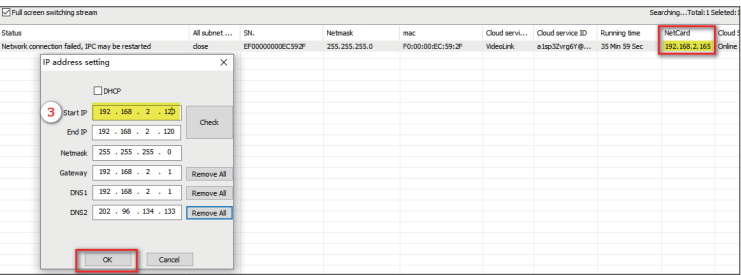 Full screen switching stream
Searching...Total:1 Seleted:1
Status All subnet ... SN. Netmask mac Cloud servi... Cloud service ID Running time NetCard Cloud S
Network connection failed, IPC may be restarted close EF00000000EC592F 255.255.255.0 F0:00:00:EC:59:2F VideoLink a1sp3Zvrg6Y@... 35 Min 59 Sec 192.168.2.165 Online
IP address setting X
DHCP
3 Start IP 192 . 168 . 2 . 120
Check
End IP 192 . 168 . 2 . 120
Netmask 255 . 255 . 255 . 0
Gateway 192 . 168 . 2 . 1 Remove All
DNS1 192 . 168 . 2 . 1 Remove All
DNS2 202 . 96 . 134 . 133 Remove All
OK Cancel